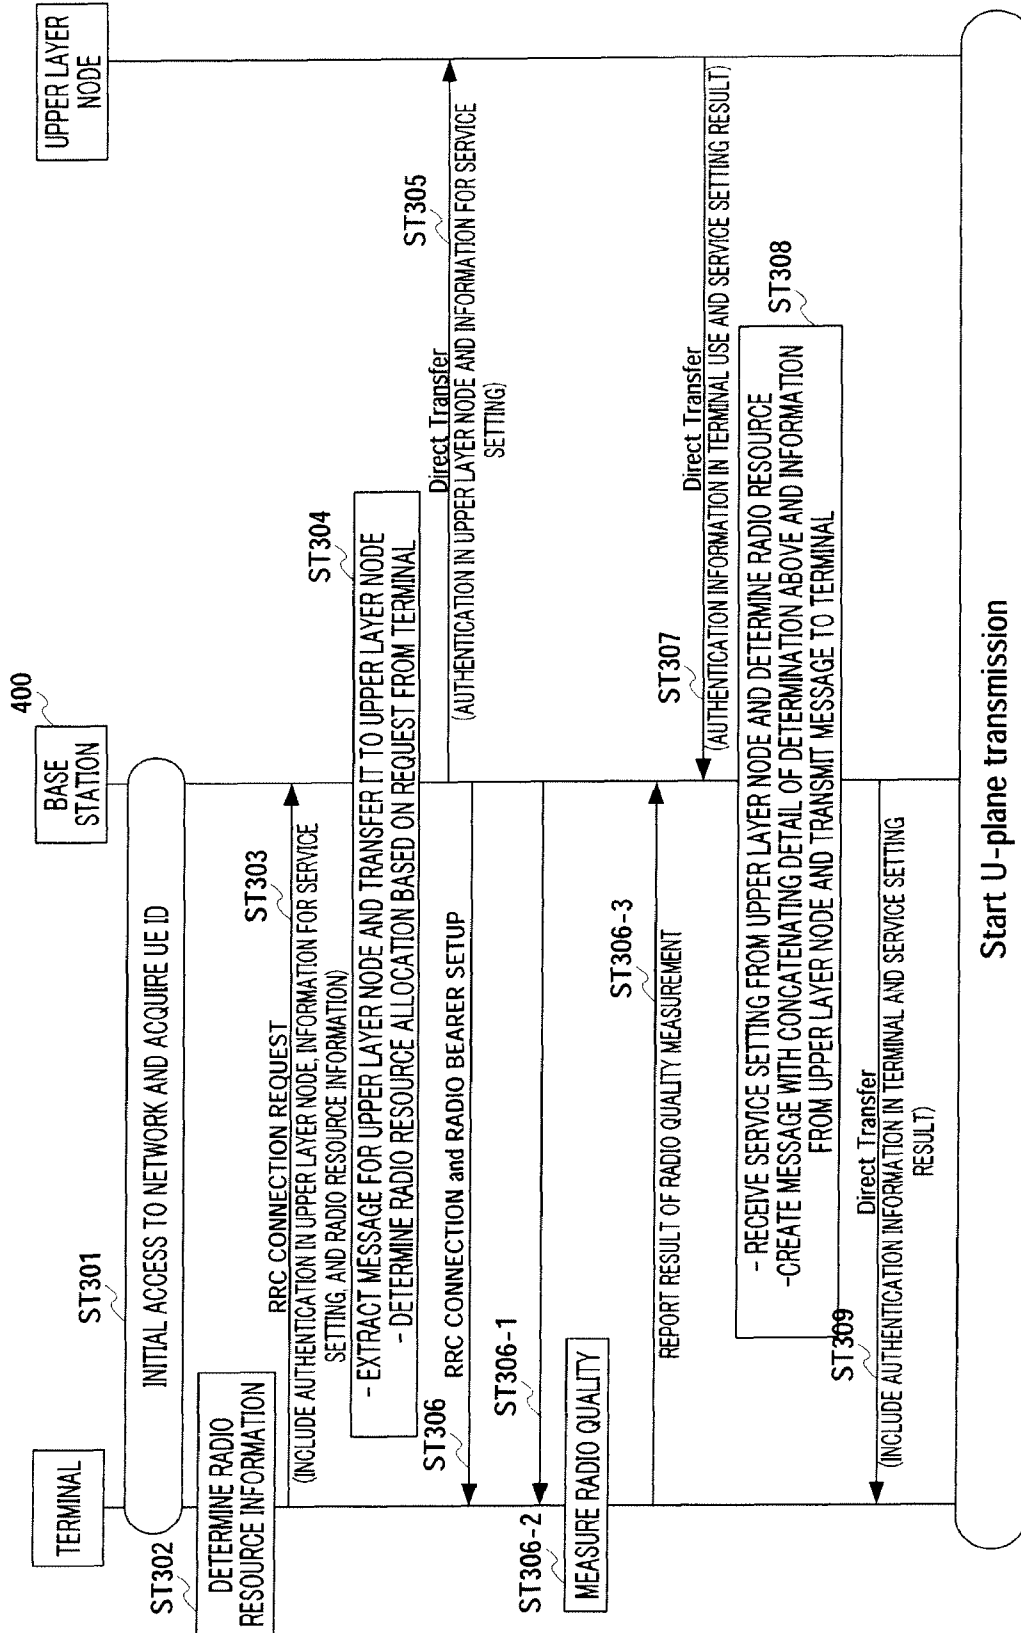 TERMINAL
400
BASE
STATION
UPPER LAYER
NODE
ST301
INITIAL ACCESS TO NETWORK AND ACQUIRE UE ID
ST302
DETERMINE RADIO
RESOURCE INFORMATION
RRC CONNECTION REQUEST
ST303
(INCLUDE AUTHENTICATION IN UPPER LAYER NODE, INFORMATION FOR SERVICE
SETTING, AND RADIO RESOURCE INFORMATION)
ST304
- EXTRACT MESSAGE FOR UPPER LAYER NODE AND TRANSFER IT TO UPPER LAYER NODE
- DETERMINE RADIO RESOURCE ALLOCATION BASED ON REQUEST FROM TERMINAL
ST305
Direct Transfer
(AUTHENTICATION IN UPPER LAYER NODE AND INFORMATION FOR SERVICE
SETTING)
ST306
RRC CONNECTION and RADIO BEARER SETUP
ST306-1
ST306-2
MEASURE RADIO QUALITY
ST306-3
REPORT RESULT OF RADIO QUALITY MEASUREMENT
ST307
Direct Transfer
(AUTHENTICATION INFORMATION IN TERMINAL USE AND SERVICE SETTING RESULT)
ST308
- RECEIVE SERVICE SETTING FROM UPPER LAYER NODE AND DETERMINE RADIO RESOURCE
-CREATE MESSAGE WITH CONCATENATING DETAIL OF DETERMINATION ABOVE AND INFORMATION
FROM UPPER LAYER NODE AND TRANSMIT MESSAGE TO TERMINAL
ST309
Direct Transfer
(INCLUDE AUTHENTICATION INFORMATION IN TERMINAL AND SERVICE SETTING
RESULT)
Start U-plane transmission